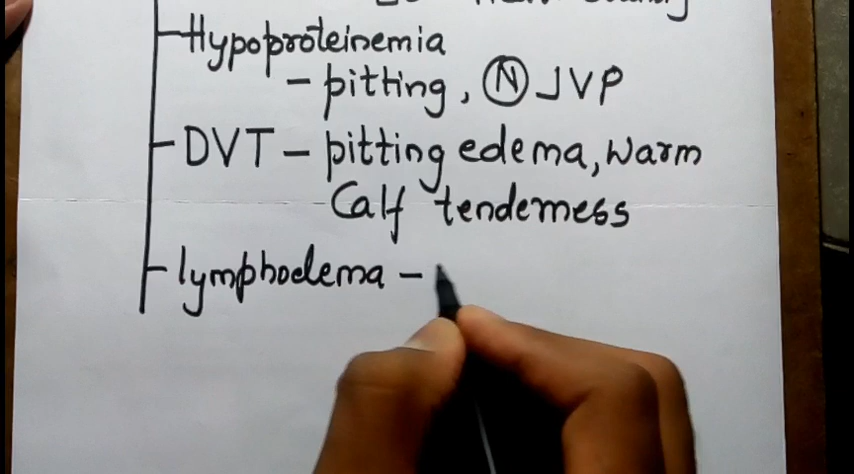 Hypoproteinemia
- pitting, Ⓝ JVP
DVT - pitting edema, Warm
Calf tenderness
lymphoedema -